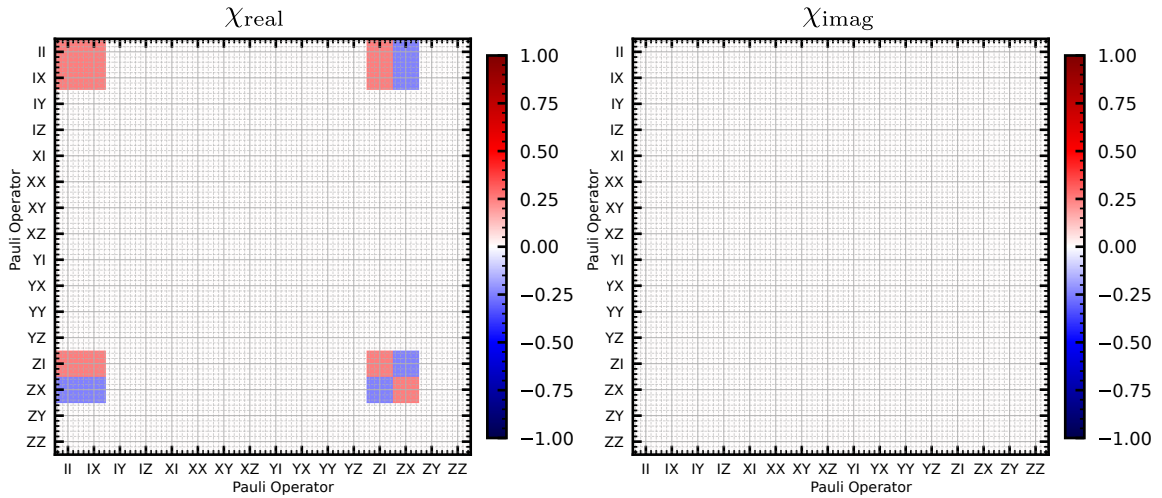 χreal
χimag
II
IX
IY
IZ
XI
XX
XY
XZ
YI
YX
YY
YZ
ZI
ZX
ZY
ZZ
Pauli Operator
II IX IY IZ XI XX XY XZ YI YX YY YZ ZI ZX ZY ZZ
Pauli Operator
1.00
0.75
0.50
0.25
0.00
−0.25
−0.50
−0.75
−1.00
II
IX
IY
IZ
XI
XX
XY
XZ
YI
YX
YY
YZ
ZI
ZX
ZY
ZZ
Pauli Operator
II IX IY IZ XI XX XY XZ YI YX YY YZ ZI ZX ZY ZZ
Pauli Operator
1.00
0.75
0.50
0.25
0.00
−0.25
−0.50
−0.75
−1.00